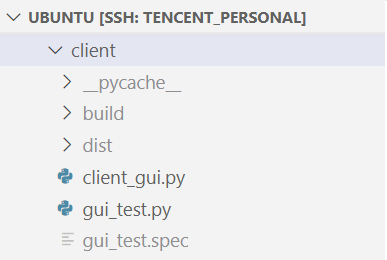 UBUNTU [SSH: TENCENT_PERSONAL]
client
__pycache__
build
dist
client_gui.py
gui_test.py
gui_test.spec